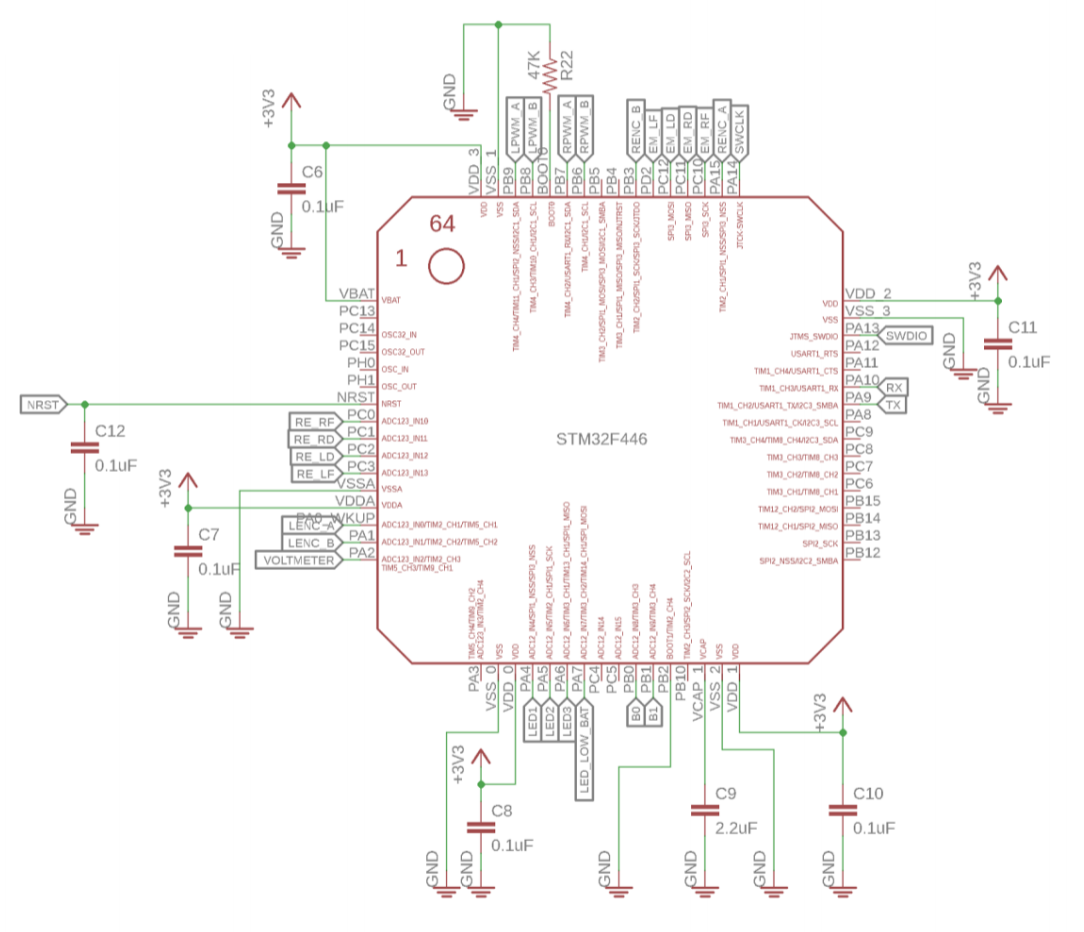 47K
R22
GND
+3V3
C6
0.1uF
GND
LPWM_A
LPWM_B
RPWM_A
RPWM_B
RENC_B
EM_LF
EM_LD
EM_RD
EM_RF
RENC_A
SWCLK
VDD_3
VSS_1
PB9
PB8
BOOT0
PB7
PB6
PB5
PB4
PB3
PD2
PC12
PC11
PC10
PA15
PA14
VDD
VSS
TIM4_CH4/TIM11_CH1/SPI2_NSS/I2C1_SDA
TIM4_CH3/TIM10_CH1/I2C1_SCL
BOOT0
TIM4_CH2/USART1_RX/I2C1_SDA
TIM4_CH1/I2C1_SCL
TIM3_CH2/SPI1_MOSI/SPI3_MOSI/I2C1_SMBA
TIM3_CH1/SPI1_MISO/SPI3_MISO/NJTRST
TIM2_CH2/SPI1_SCK/SPI3_SCK/JTDO
SPI3_MOSI
SPI3_MISO
SPI3_SCK
TIM2_CH1/SPI1_NSS/SPI3_NSS
JTCK-SWCLK
64
1
STM32F446
VBAT
VBAT
PC13
PC14
OSC32_IN
PC15
OSC32_OUT
PH0
OSC_IN
PH1
OSC_OUT
NRST
NRST
NRST
RE_RF
PC0
ADC123_IN10
RE_RD
PC1
ADC123_IN11
RE_LD
PC2
ADC123_IN12
RE_LF
PC3
ADC123_IN13
VSSA
VSSA
VDDA
VDDA
LENC_A
PA0_WKUP
ADC123_IN0/TIM2_CH1/TIM5_CH1
LENC_B
PA1
ADC123_IN1/TIM2_CH2/TIM5_CH2
VOLTMETER
PA2
ADC123_IN2/TIM2_CH3
TIM5_CH3/TIM9_CH1
C12
0.1uF
GND
+3V3
C7
0.1uF
GND
GND
VDD
VDD_2
VSS
VSS_3
JTMS_SWDIO
PA13
SWDIO
USART1_RTS
PA12
TIM1_CH4/USART1_CTS
PA11
TIM1_CH3/USART1_RX
PA10
RX
TIM1_CH2/USART1_TX/I2C3_SMBA
PA9
TX
TIM1_CH1/USART1_CK/I2C3_SCL
PA8
TIM3_CH4/TIM8_CH4/I2C3_SDA
PC9
TIM3_CH3/TIM8_CH3
PC8
TIM3_CH2/TIM8_CH2
PC7
TIM3_CH1/TIM8_CH1
PC6
TIM12_CH2/SPI2_MOSI
PB15
TIM12_CH1/SPI2_MISO
PB14
SPI2_SCK
PB13
SPI2_NSS/I2C2_SMBA
PB12
+3V3
C11
0.1uF
GND
GND
TIM5_CH4/TIM9_CH2
ADC123_IN3/TIM2_CH4
VSS
VDD
ADC12_IN4/SPI1_NSS/SPI3_NSS
ADC12_IN5/TIM2_CH1/SPI1_SCK
ADC12_IN6/TIM3_CH1/TIM13_CH1/SPI1_MISO
ADC12_IN7/TIM3_CH2/TIM14_CH1/SPI1_MOSI
ADC12_IN14
ADC12_IN15
ADC12_IN8/TIM3_CH3
ADC12_IN9/TIM3_CH4
BOOT1/TIM2_CH4
TIM2_CH3/SPI2_SCK/I2C2_SCL
VCAP
VSS
VDD
PA3
VSS_0
VDD_0
PA4
PA5
PA6
PA7
PC4
PC5
PB0
PB1
PB2
PB10
VCAP_1
VSS_2
VDD_1
LED1
LED2
LED3
LED_LOW_BAT
B0
B1
+3V3
C8
0.1uF
GND
GND
GND
C9
2.2uF
GND
GND
+3V3
C10
0.1uF
GND